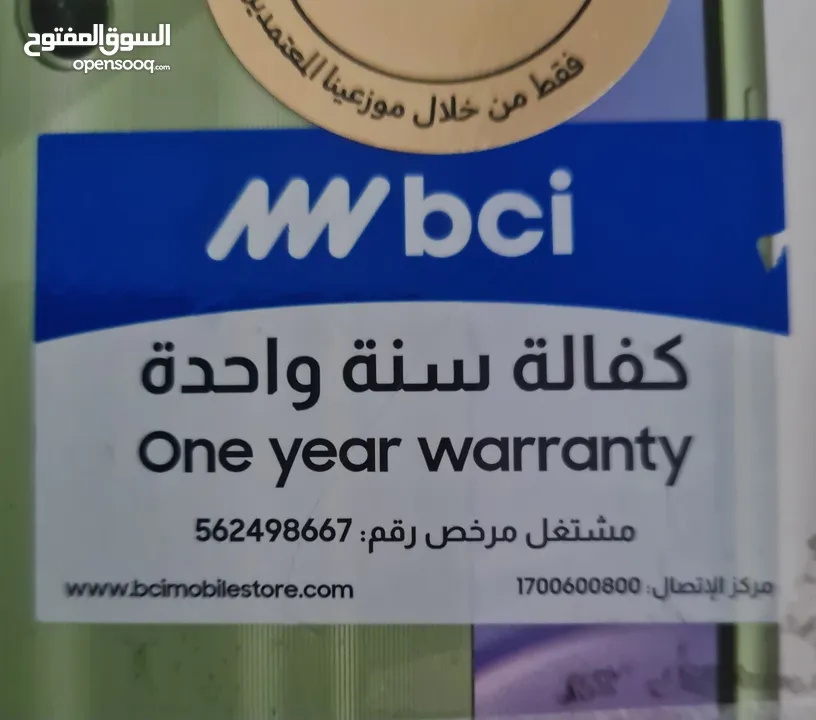 السوق المفتوح
opensooq.com
فقط من خلال موزعينا المعتمدين
bci
كفالة سنة واحدة
One year warranty
مشتغل مرخص رقم: 562498667
www.bcimobilestore.com
مركز الإتصال: 1700600800